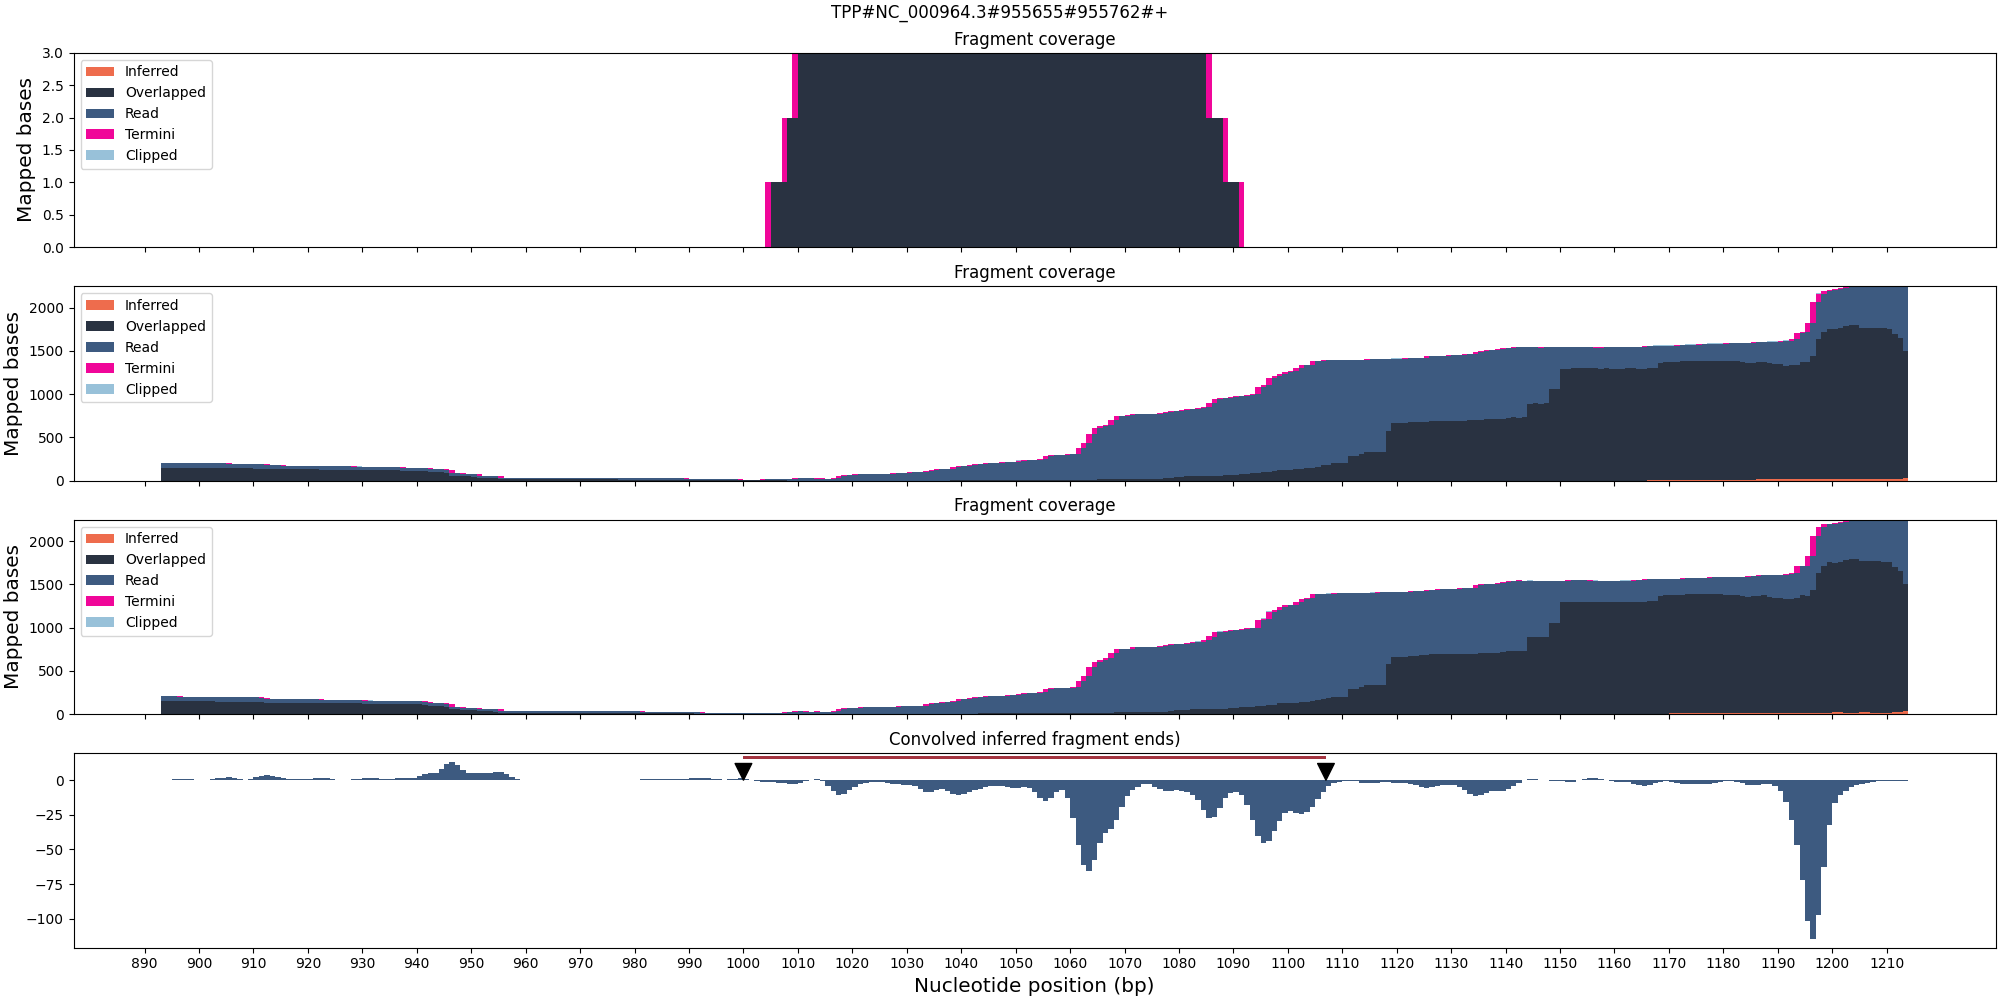 TPP#NC_000964.3#955655#955762#+
Fragment coverage
Mapped bases
3.0
2.5
2.0
1.5
1.0
0.5
0.0
Inferred
Overlapped
Read
Termini
Clipped
Fragment coverage
Mapped bases
2000
1500
1000
500
0
Inferred
Overlapped
Read
Termini
Clipped
Fragment coverage
Mapped bases
2000
1500
1000
500
0
Inferred
Overlapped
Read
Termini
Clipped
Convolved inferred fragment ends)
0
−25
−50
−75
−100
890 900 910 920 930 940 950 960 970 980 990 1000 1010 1020 1030 1040 1050 1060 1070 1080 1090 1100 1110 1120 1130 1140 1150 1160 1170 1180 1190 1200 1210
Nucleotide position (bp)